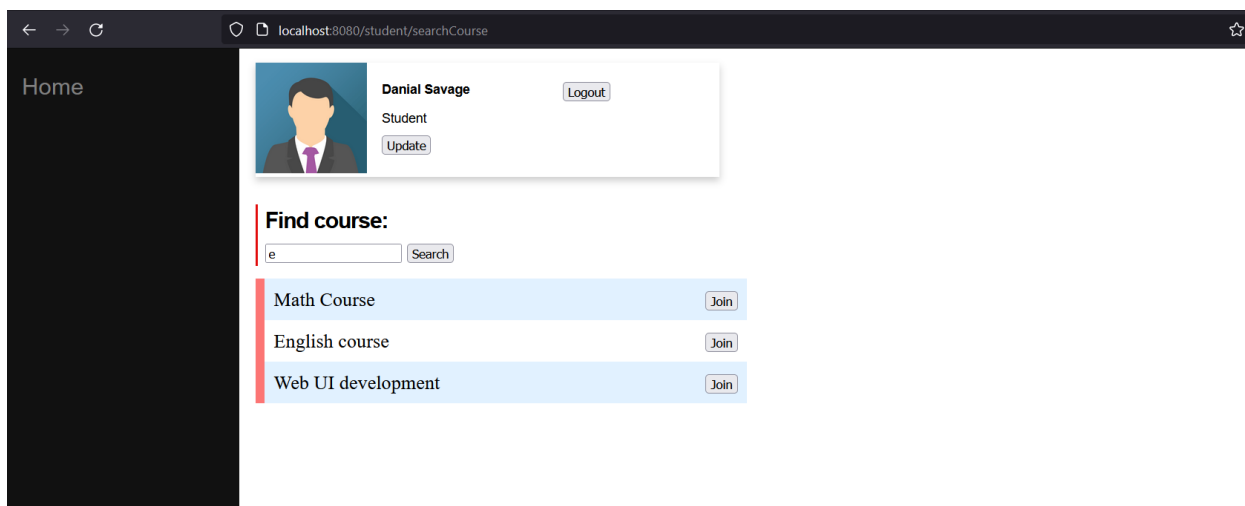 localhost:8080/student/searchCourse
Home
Danial Savage
Logout
Student
Update
Find course:
e Search
Math Course Join
English course Join
Web UI development Join